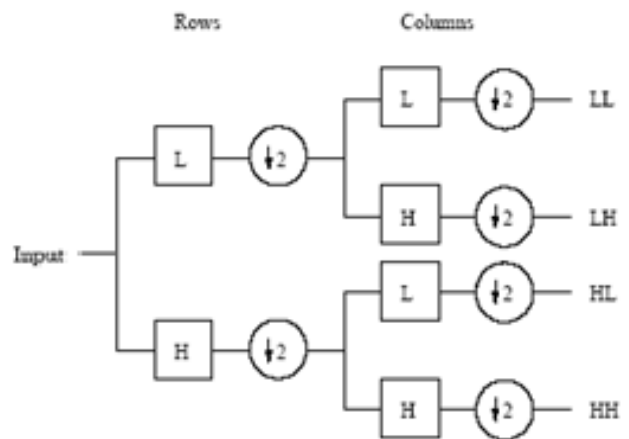 Rows Columns
L ↓2 LL
L ↓2
H ↓2 LH
Input
L ↓2 HL
H ↓2
H ↓2 HH